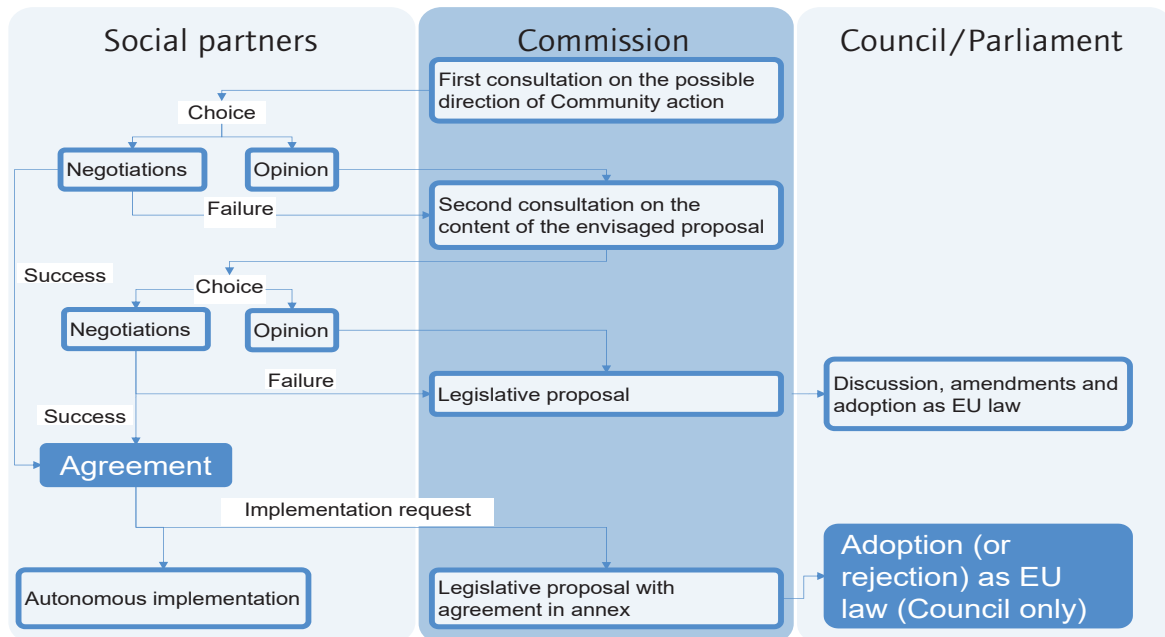 Social partners
Commission
Council/Parliament
First consultation on the possible
direction of Community action
Choice
Negotiations
Opinion
Failure
Second consultation on the
content of the envisaged proposal
Success
Choice
Negotiations
Opinion
Failure
Legislative proposal
Discussion, amendments and
adoption as EU law
Success
Agreement
Implementation request
Autonomous implementation
Legislative proposal with
agreement in annex
Adoption (or
rejection) as EU
law (Council only)